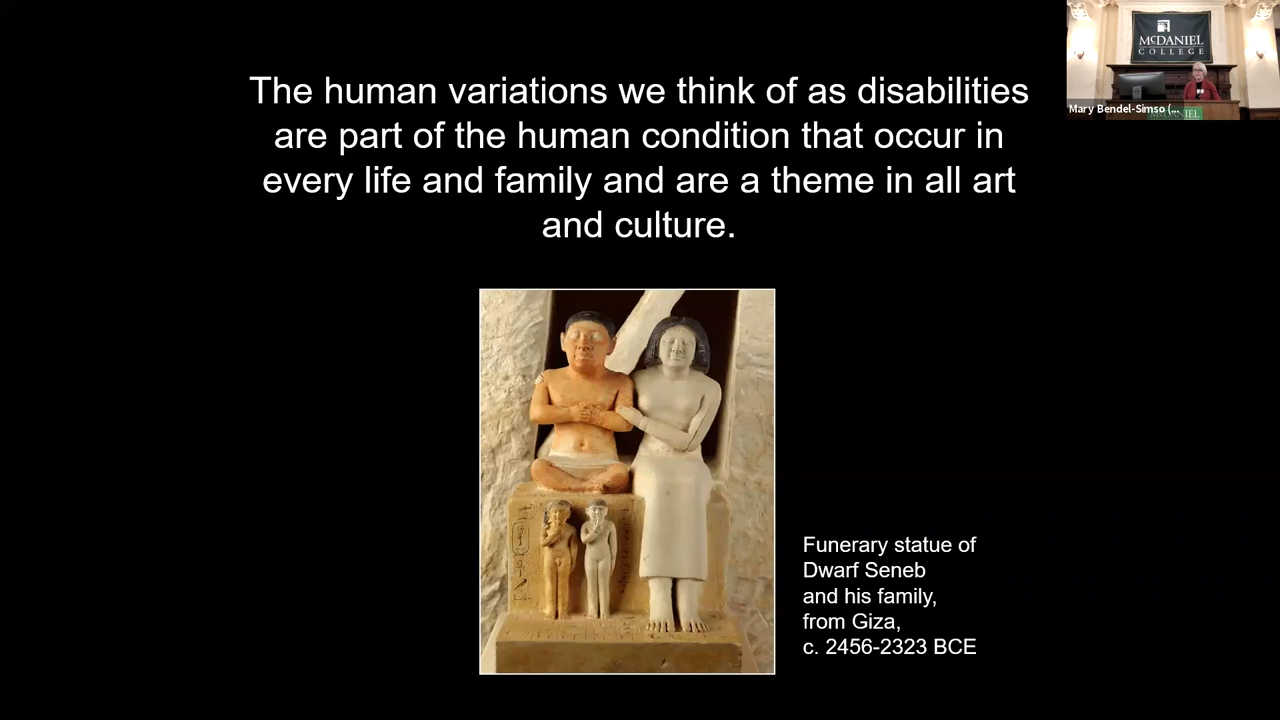 The human variations we think of as disabilities
are part of the human condition that occur in
every life and family and are a theme in all art
and culture.
McDANIEL
COLLEGE
Mary Bendel-Simso (...
Funerary statue of
Dwarf Seneb
and his family,
from Giza,
c. 2456-2323 BCE